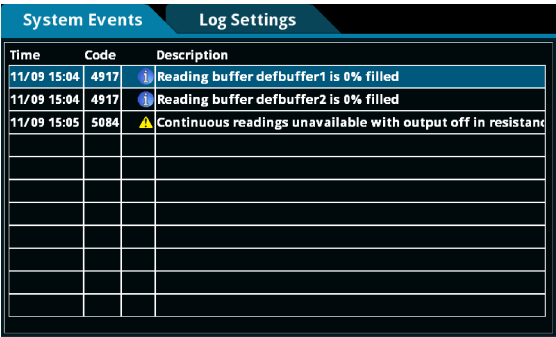 System Events Log Settings
Time Code Description
11/09 15:04 4917 Reading buffer defbuffer1 is 0% filled
11/09 15:04 4917 Reading buffer defbuffer2 is 0% filled
11/09 15:05 5084 Continuous readings unavailable with output off in